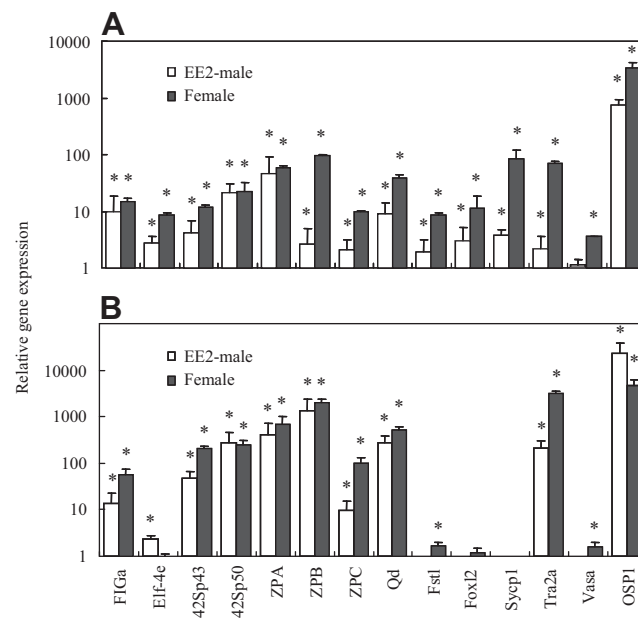 A
10000
1000
100
10
1
EE2-male
Female
* * * * * * * * * * * * * * * * * * * * * * * * * * *
Relative gene expression
B
10000
1000
100
10
1
EE2-male
Female
* * * * * * * * * * * * * * * * * * * * * * *
FIGa
Elf-4e
42Sp43
42Sp50
ZPA
ZPB
ZPC
Qd
Fstl
Foxl2
Sycp1
Tra2a
Vasa
OSP1